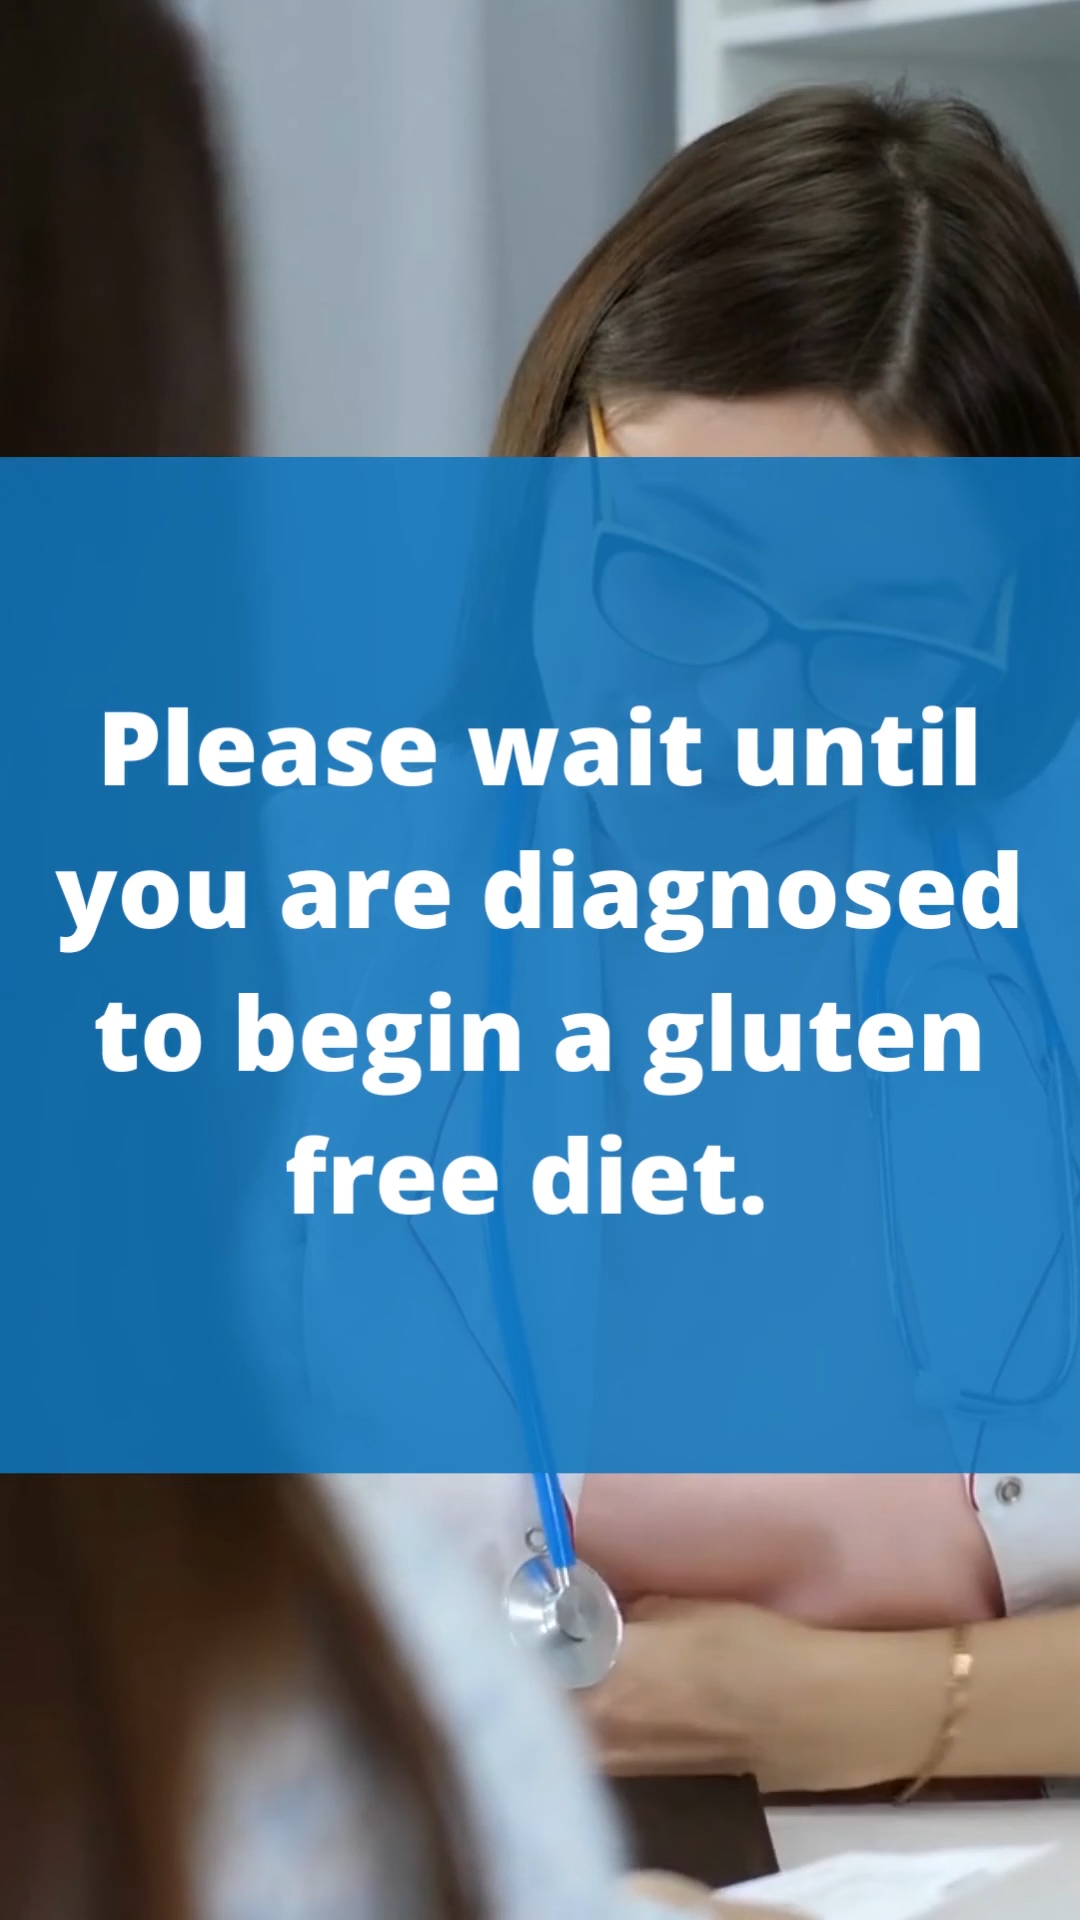 Please wait until
you are diagnosed
to begin a gluten
free diet.